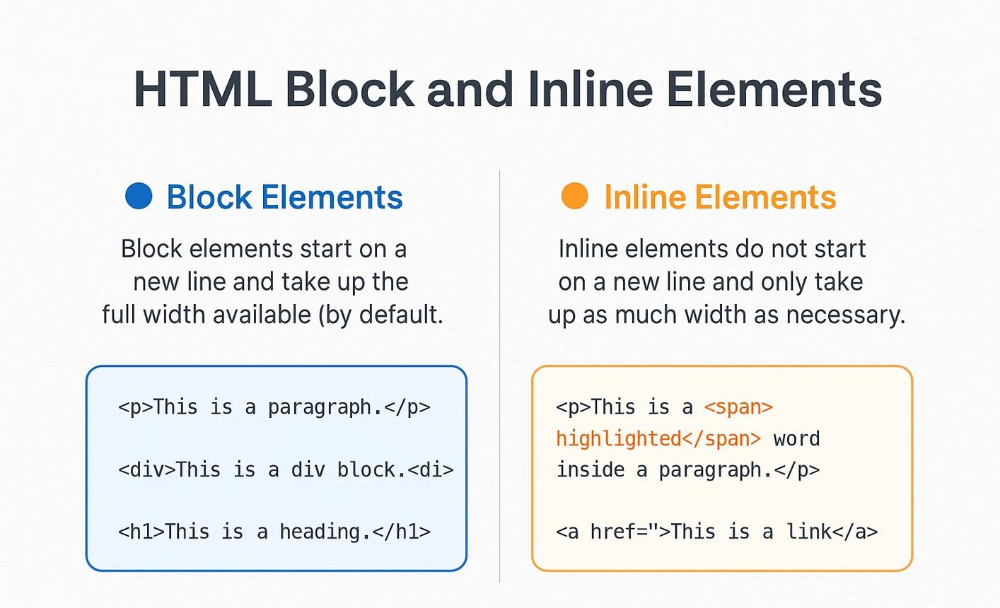 HTML Block and Inline Elements
Block Elements
Block elements start on a
new line and take up the
full width available (by default.
<p>This is a paragraph.</p>
<div>This is a div block.<di>
<h1>This is a heading.</h1>
Inline Elements
Inline elements do not start
on a new line and only take
up as much width as necessary.
<p>This is a <span>
highlighted</span> word
inside a paragraph.</p>
<a href=">This is a link</a>